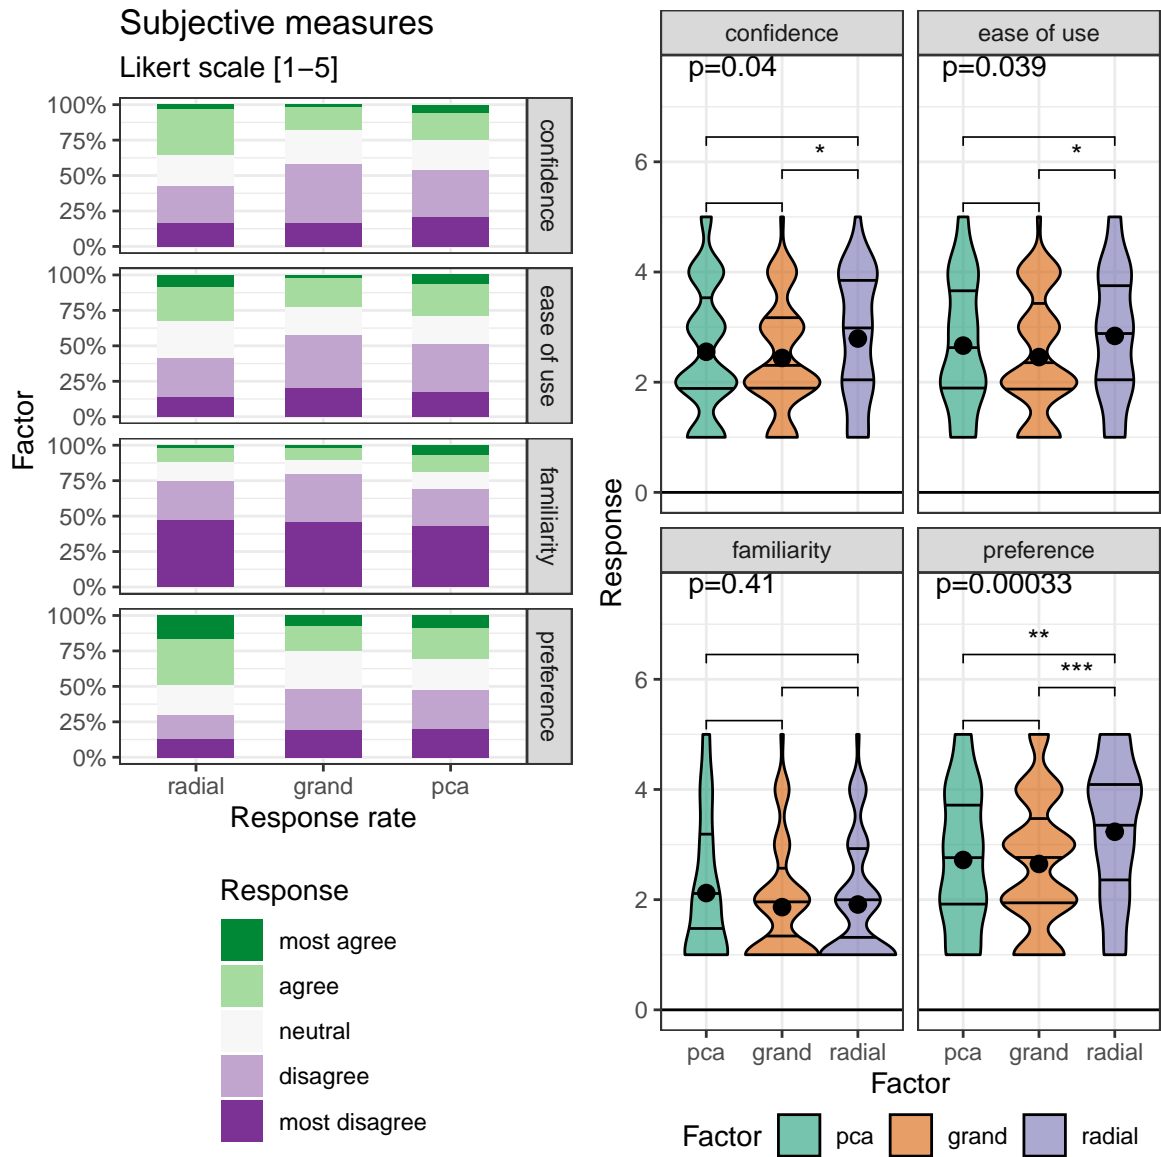 Subjective measures
Likert scale [1−5]
Factor
100%
75%
50%
25%
0%
confidence
100%
75%
50%
25%
0%
ease of use
100%
75%
50%
25%
0%
familiarity
100%
75%
50%
25%
0%
preference
radial grand pca
Response rate
Response
most agree
agree
neutral
disagree
most disagree
Response
confidence
p=0.04
*
6
4
2
0
ease of use
p=0.039
*
familiarity
p=0.41
6
4
2
0
preference
p=0.00033
**
***
pca grand radial
pca grand radial
Factor
Factor pca grand radial